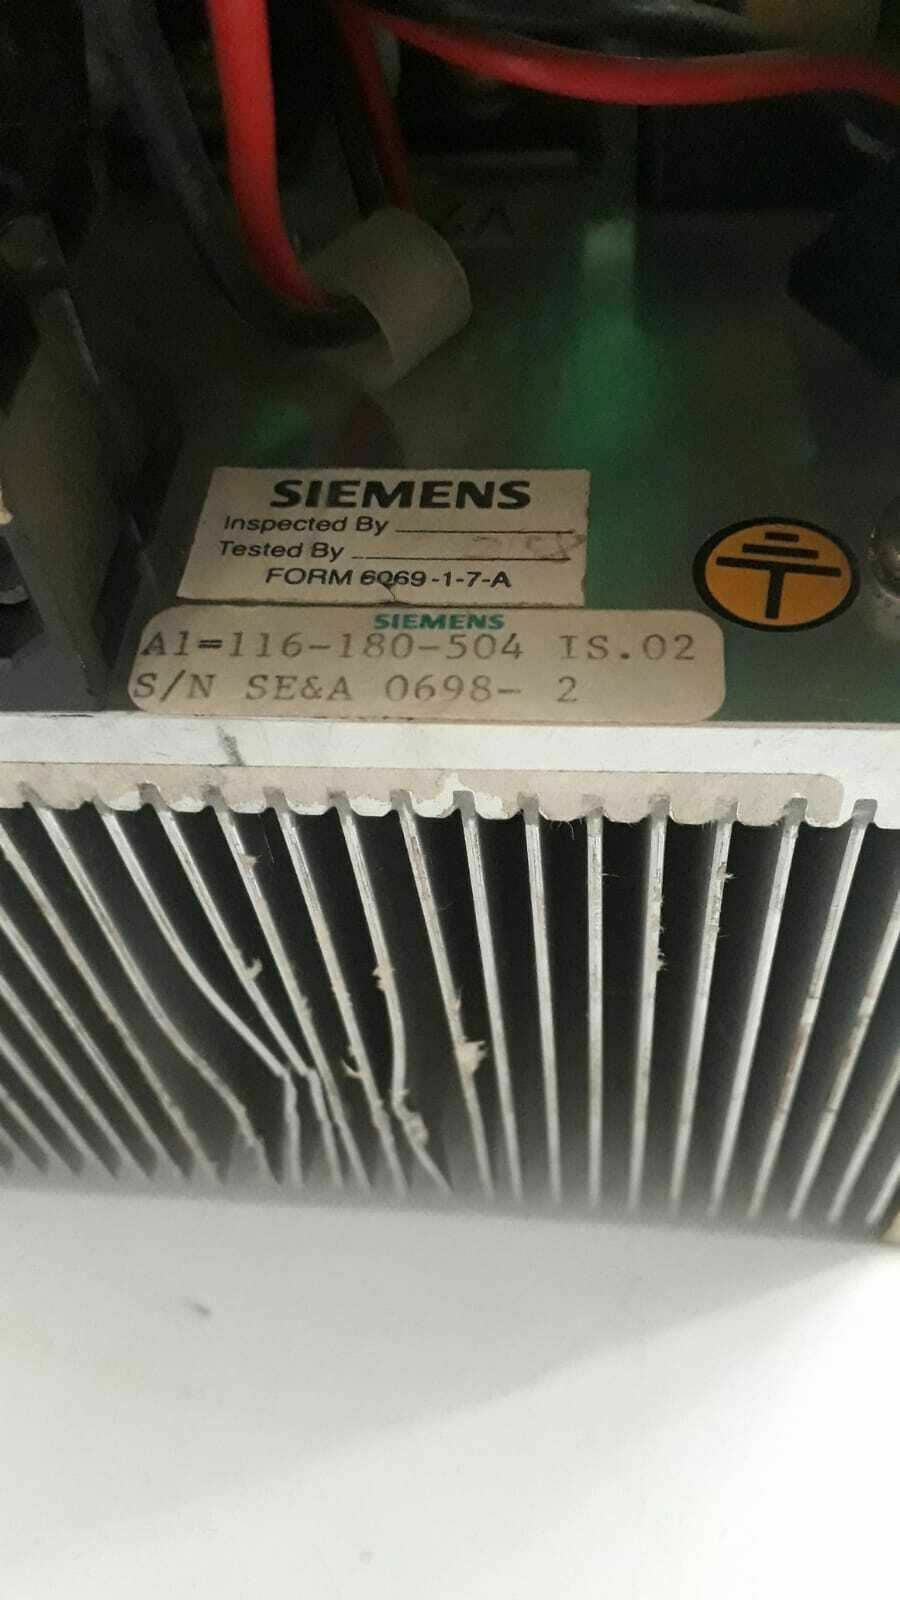 SIEMENS
Inspected By
Tested By
FORM 6069-1-7-A
SIEMENS
A1=116-180-504 IS.02
S/N SE&A 0698- 2